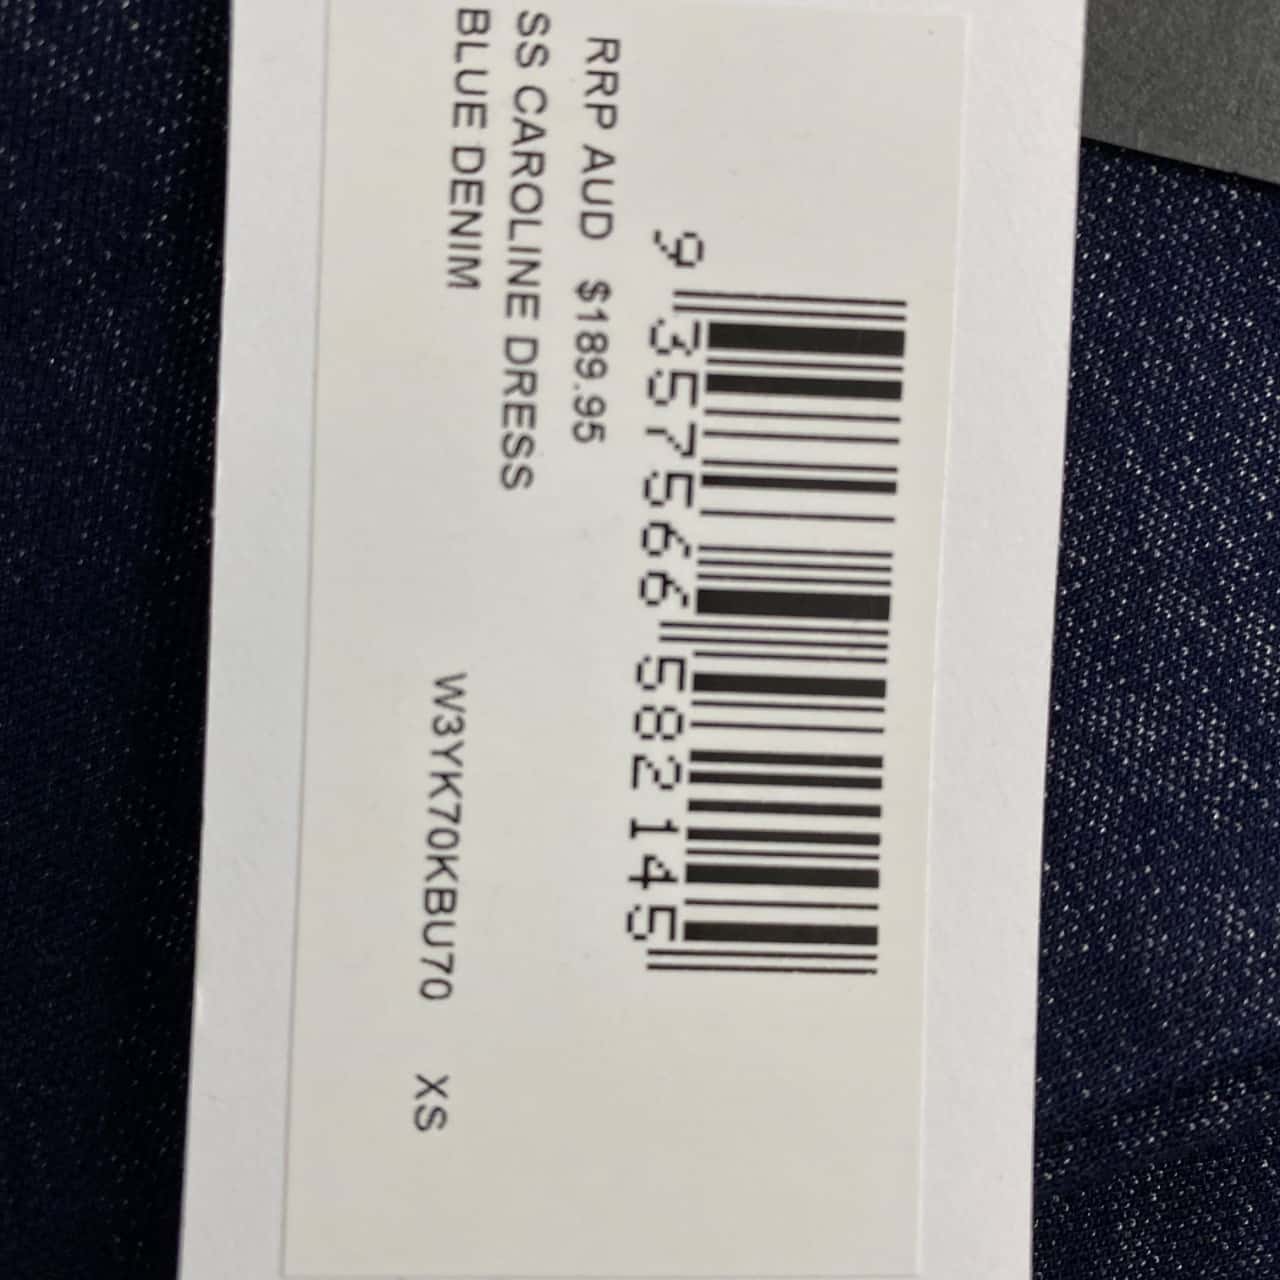 9 357566 582145
RRP AUD $189.95
SS CAROLINE DRESS
BLUE DENIM
W3YK70KBU70 XS